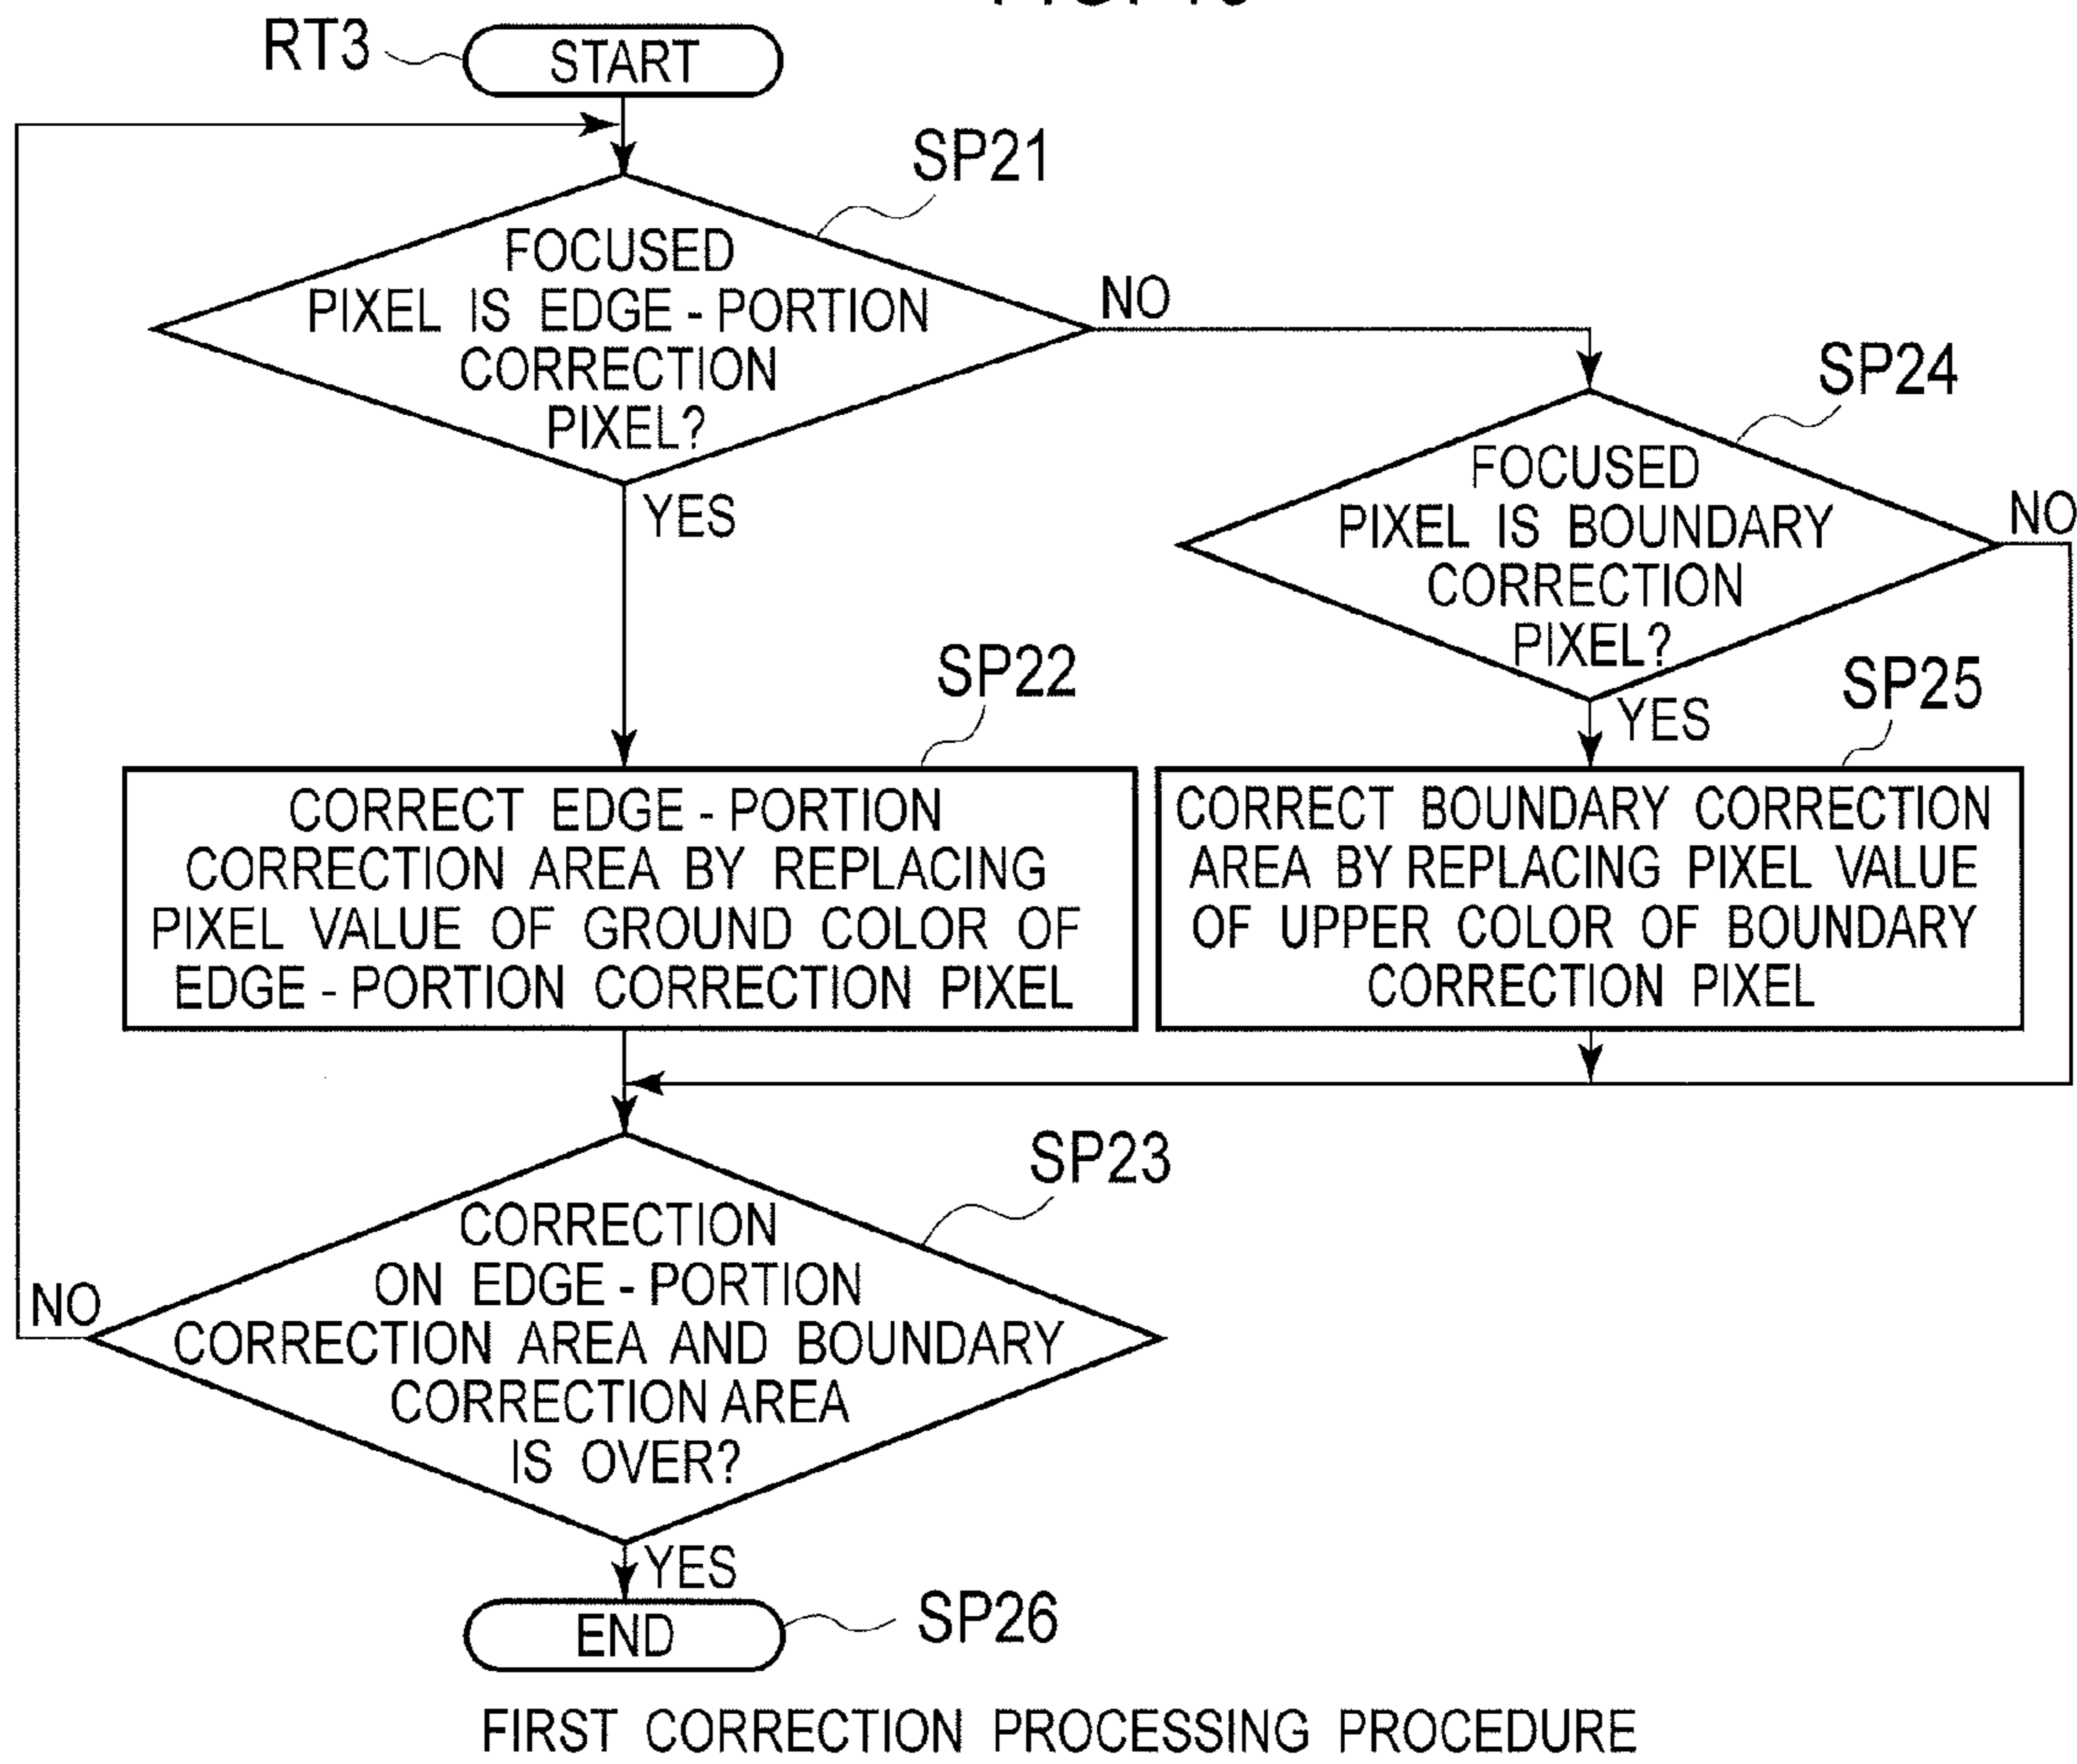 RT3
START
SP21
FOCUSED
PIXEL IS EDGE - PORTION
CORRECTION
PIXEL?
NO
YES
SP24
FOCUSED
PIXEL IS BOUNDARY
CORRECTION
PIXEL?
NO
YES
SP22
CORRECT EDGE - PORTION
CORRECTION AREA BY REPLACING
PIXEL VALUE OF GROUND COLOR OF
EDGE - PORTION CORRECTION PIXEL
SP25
CORRECT BOUNDARY CORRECTION
AREA BY REPLACING PIXEL VALUE
OF UPPER COLOR OF BOUNDARY
CORRECTION PIXEL
SP23
CORRECTION
ON EDGE - PORTION
CORRECTION AREA AND BOUNDARY
CORRECTION AREA
IS OVER?
NO
YES
END
SP26
FIRST CORRECTION PROCESSING PROCEDURE